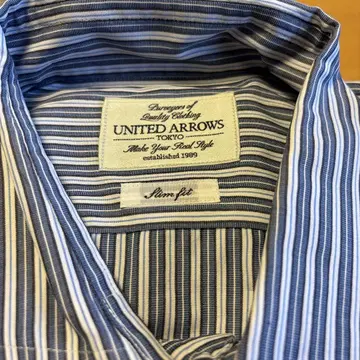 Purveyors of
Quality Clothing
UNITED ARROWS
TOKYO
Make Your Real Style
established 1989
Slim fit